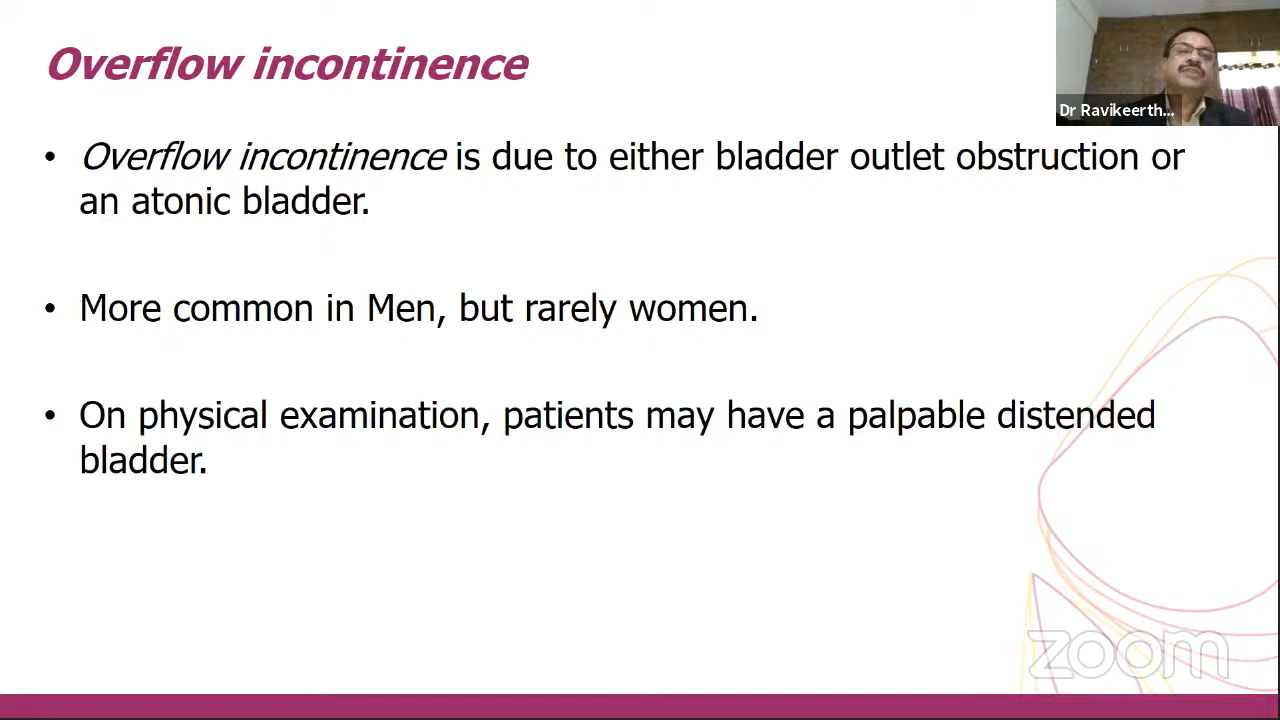 Overflow incontinence
Dr Ravikeerth...
• Overflow incontinence is due to either bladder outlet obstruction or
an atonic bladder.
• More common in Men, but rarely women.
• On physical examination, patients may have a palpable distended
bladder.
zoom